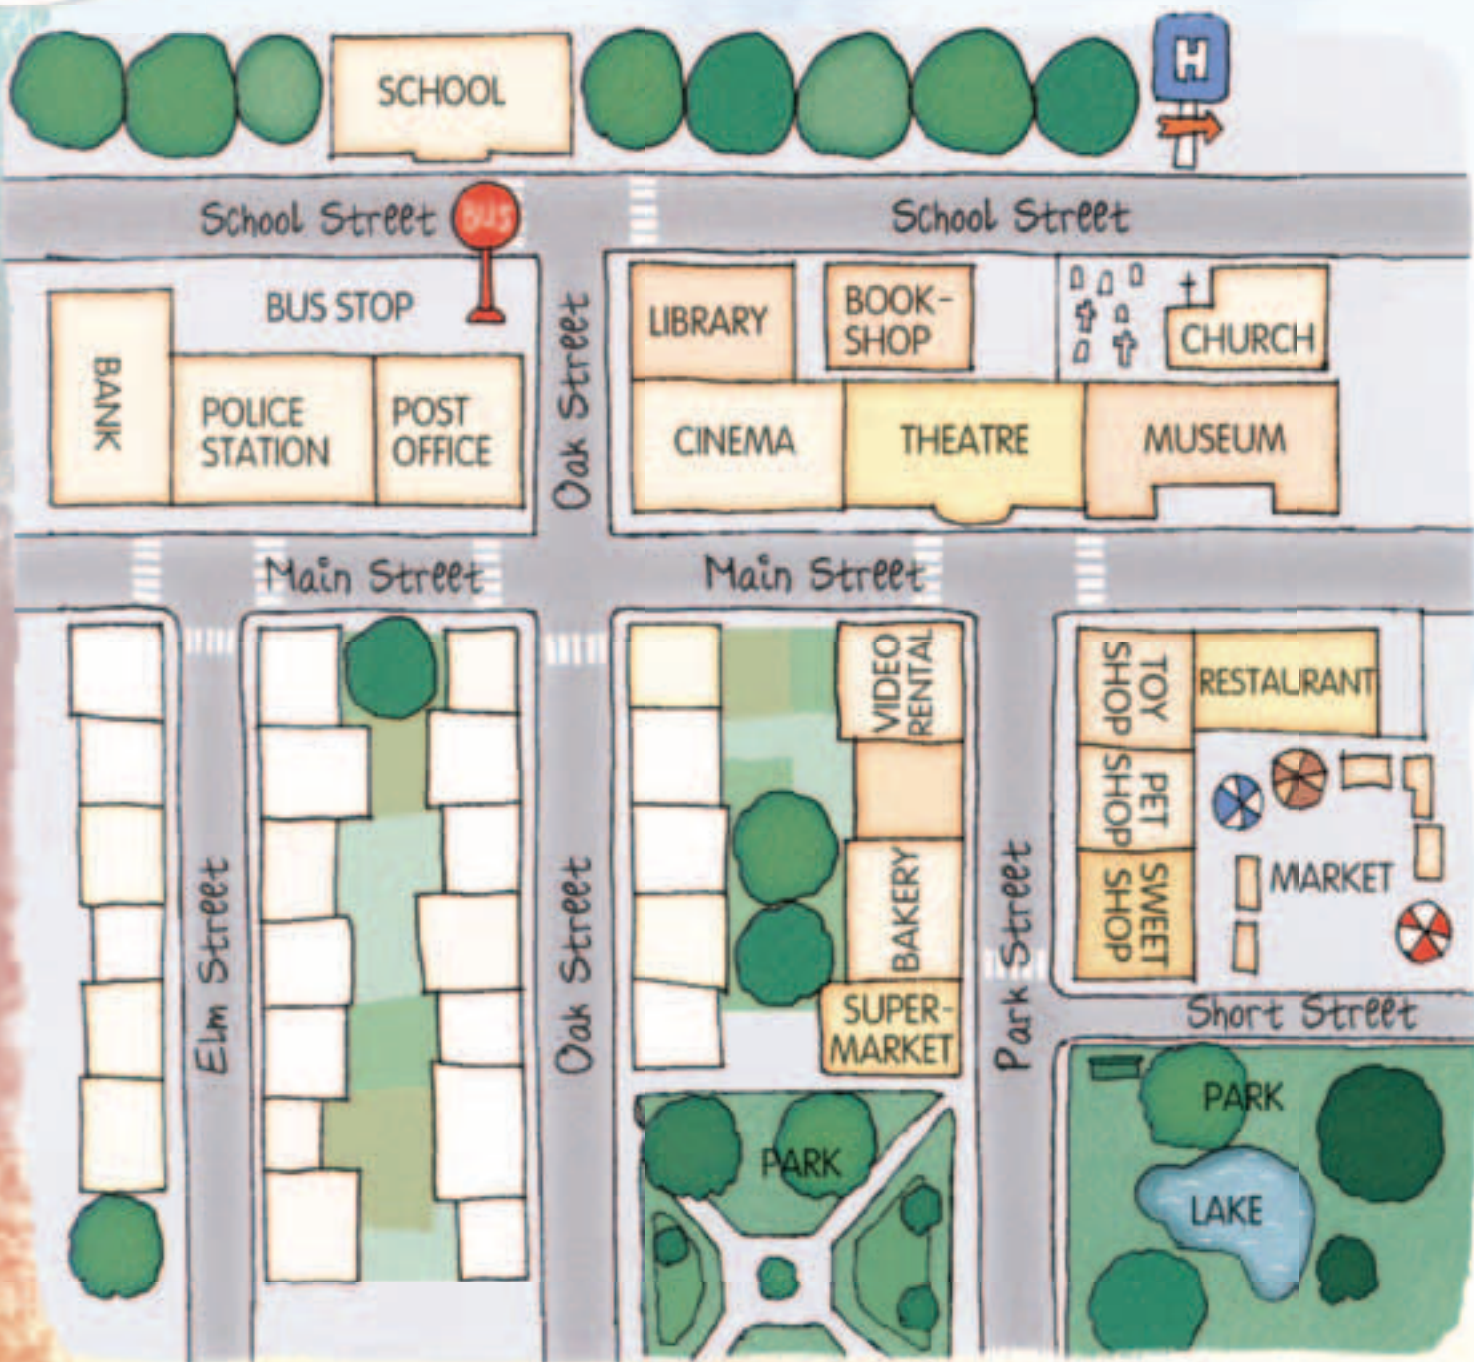 H
SCHOOL
School Street
BUS
School Street
BUS STOP
BANK
POLICE
STATION
POST
OFFICE
Oak Street
LIBRARY
BOOK-
SHOP
CHURCH
CINEMA
THEATRE
MUSEUM
Main Street
Main Street
VIDEO
RENTAL
TOY
SHOP
RESTAURANT
PET
SHOP
SWEET
SHOP
MARKET
BAKERY
SUPER-
MARKET
Elm Street
Oak Street
Park Street
Short Street
PARK
PARK
LAKE